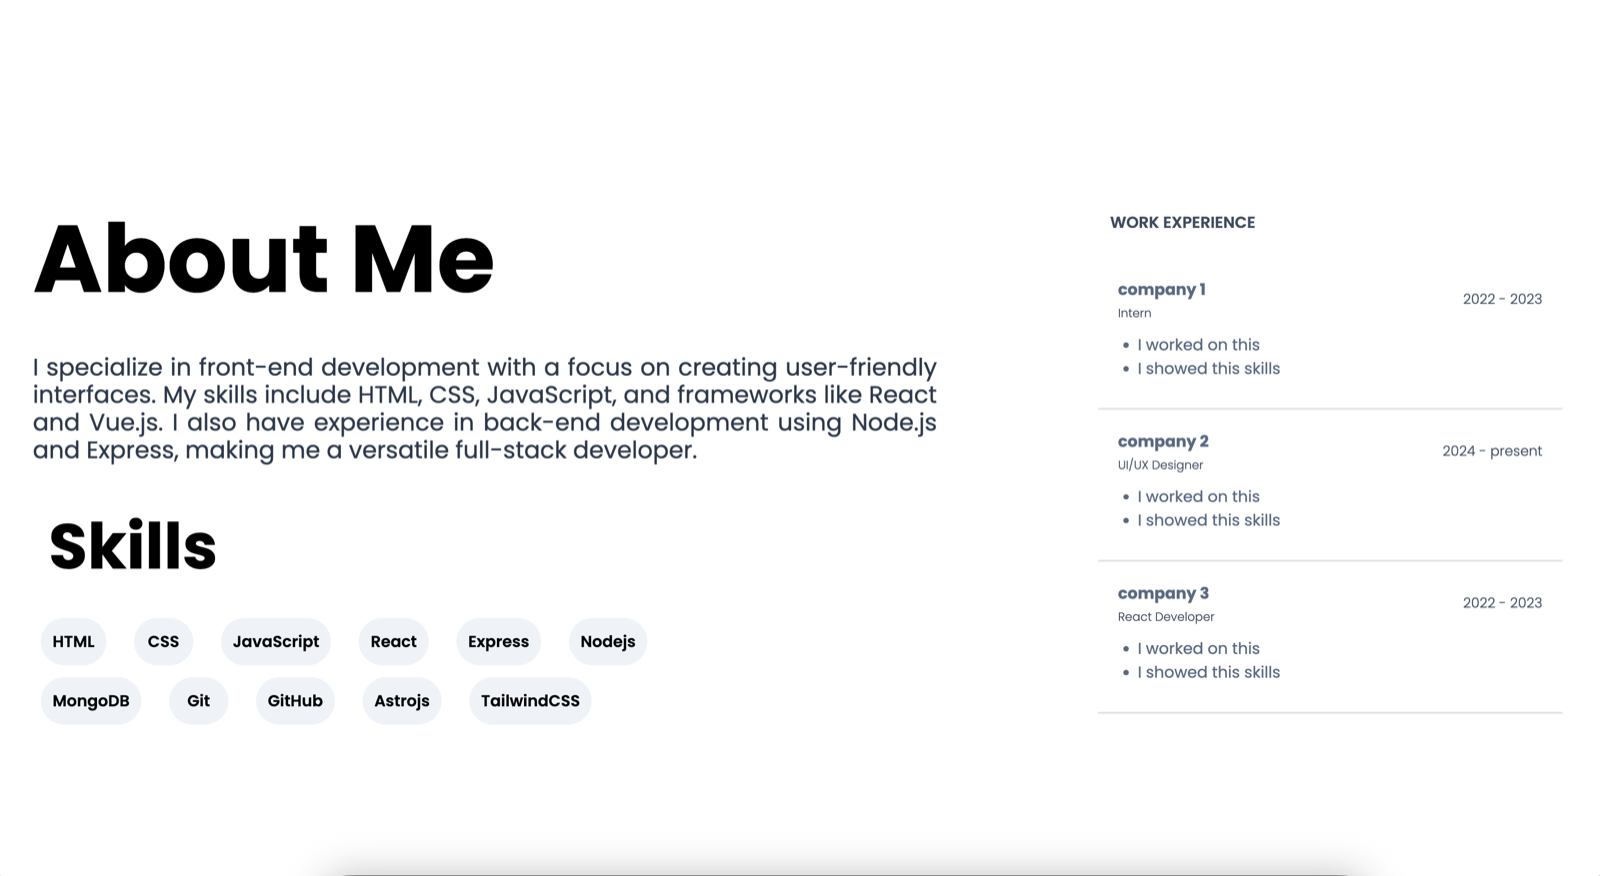 About Me
I specialize in front-end development with a focus on creating user-friendly
interfaces. My skills include HTML, CSS, JavaScript, and frameworks like React
and Vue.js. I also have experience in back-end development using Node.js
and Express, making me a versatile full-stack developer.
Skills
HTML CSS JavaScript React Express Nodejs
MongoDB Git GitHub Astrojs TailwindCSS
WORK EXPERIENCE
company 1
2022 - 2023
Intern
• I worked on this
• I showed this skills
company 2
2024 - present
UI/UX Designer
• I worked on this
• I showed this skills
company 3
2022 - 2023
React Developer
• I worked on this
• I showed this skills